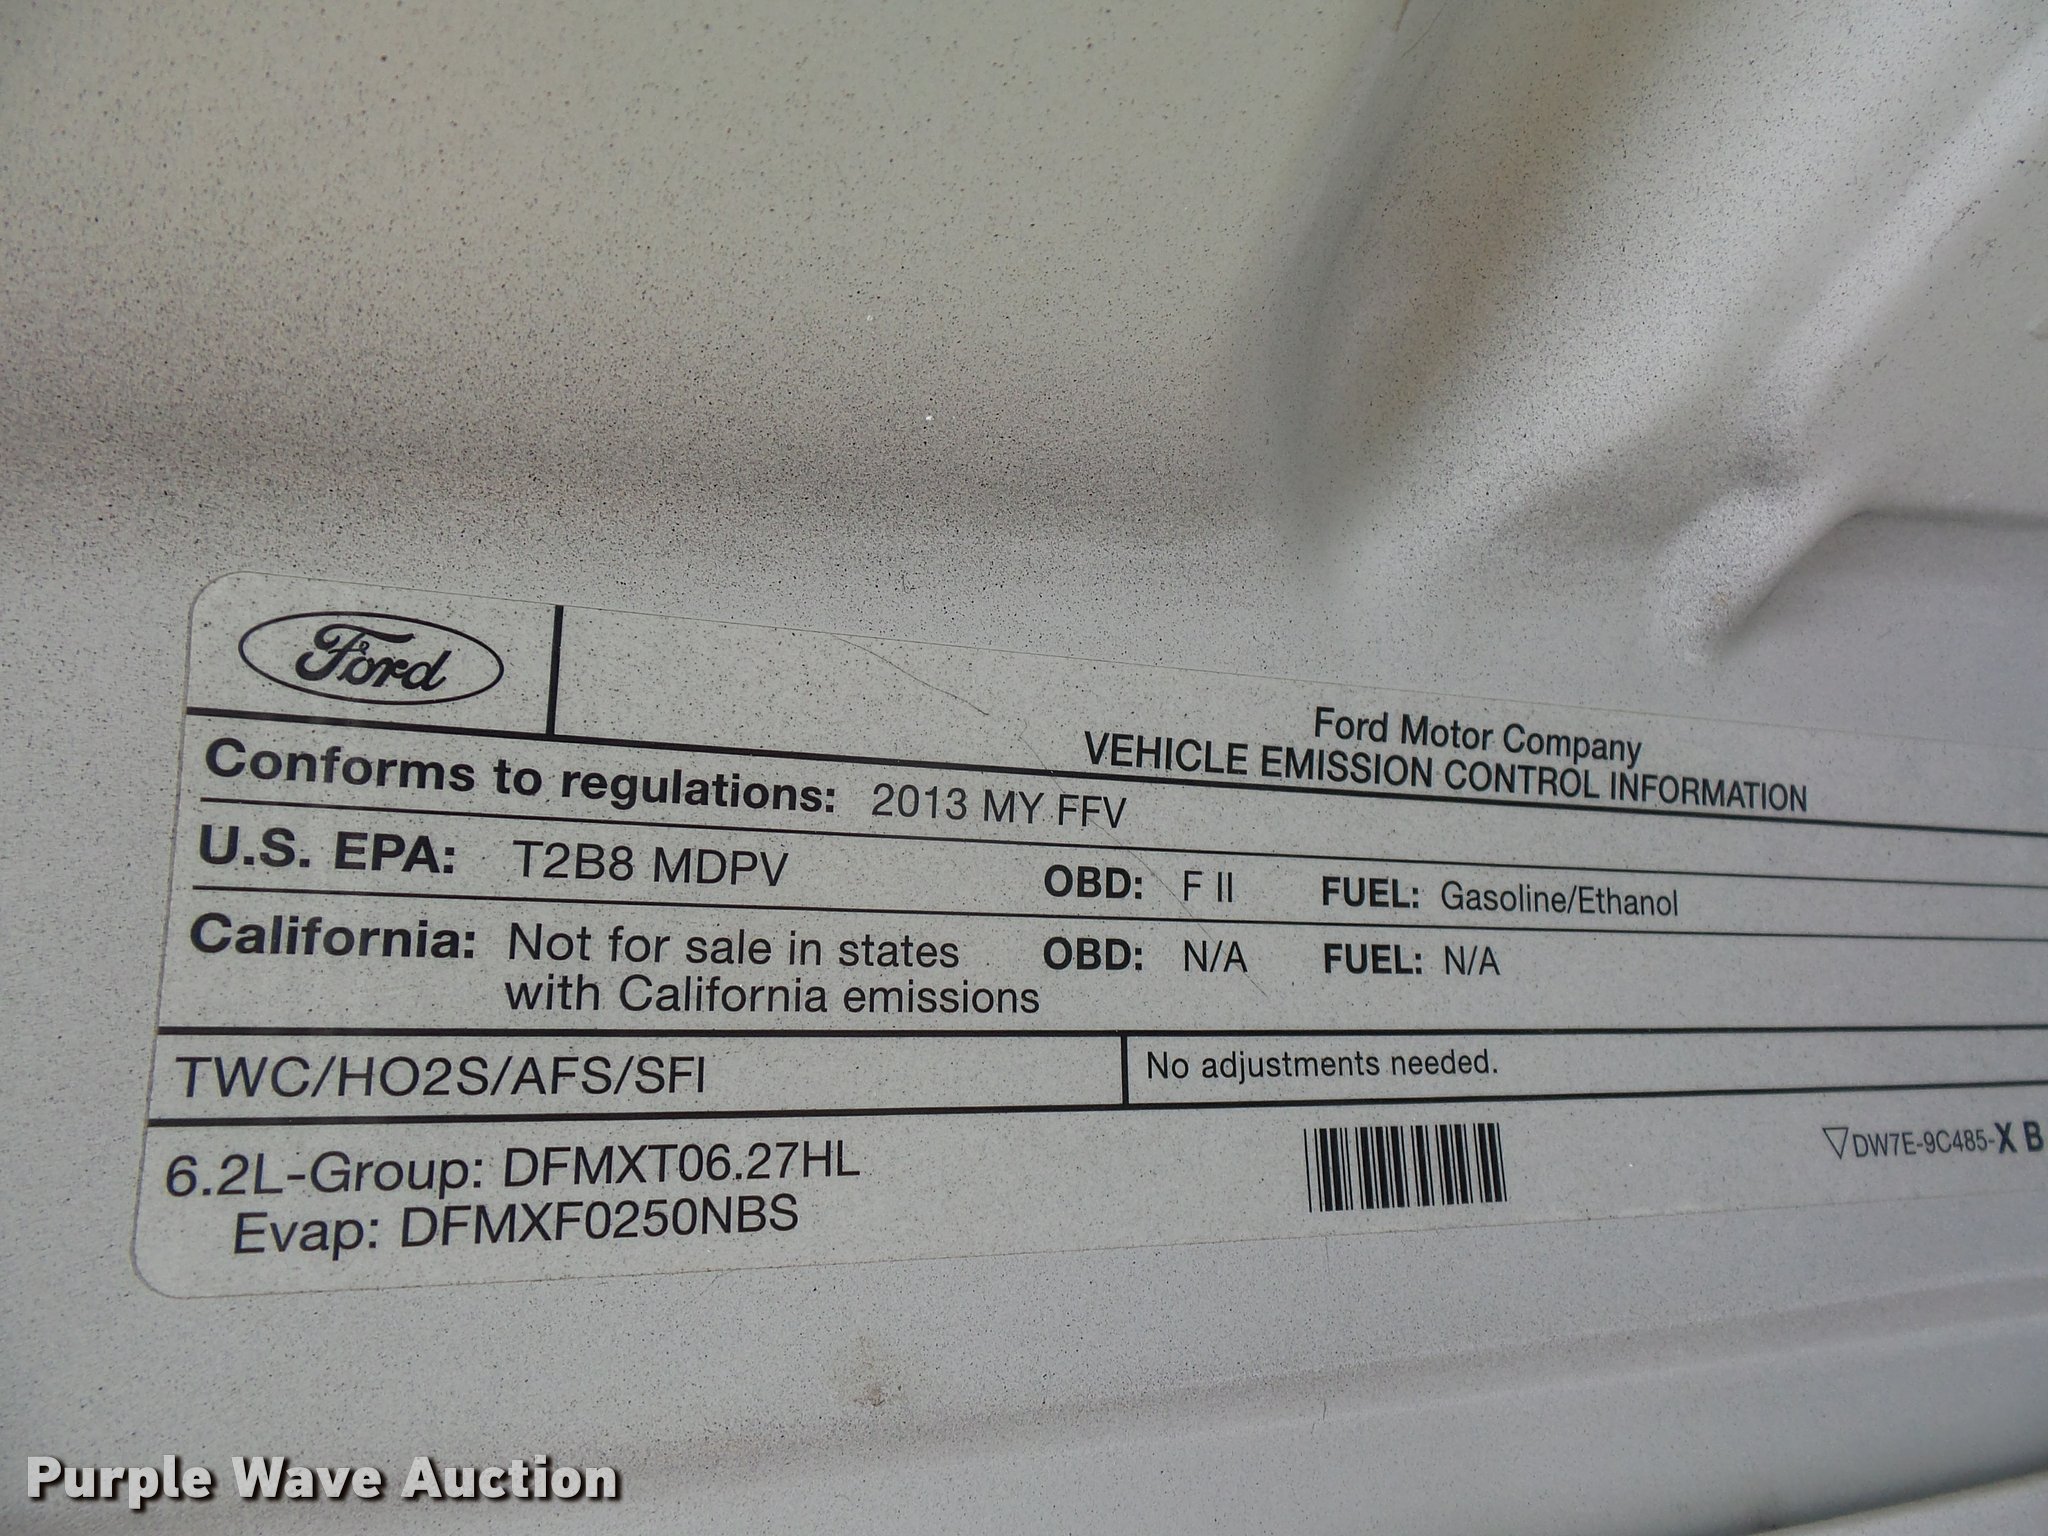 Ford
Ford Motor Company
VEHICLE EMISSION CONTROL INFORMATION
Conforms to regulations: 2013 MY FFV
U.S. EPA: T2B8 MDPV OBD: F II FUEL: Gasoline/Ethanol
California: Not for sale in states OBD: N/A FUEL: N/A
with California emissions
TWC/HO2S/AFS/SFI No adjustments needed.
6.2L-Group: DFMXT06.27HL
Evap: DFMXF0250NBS
DW7E-9C485-X B
Purple Wave Auction